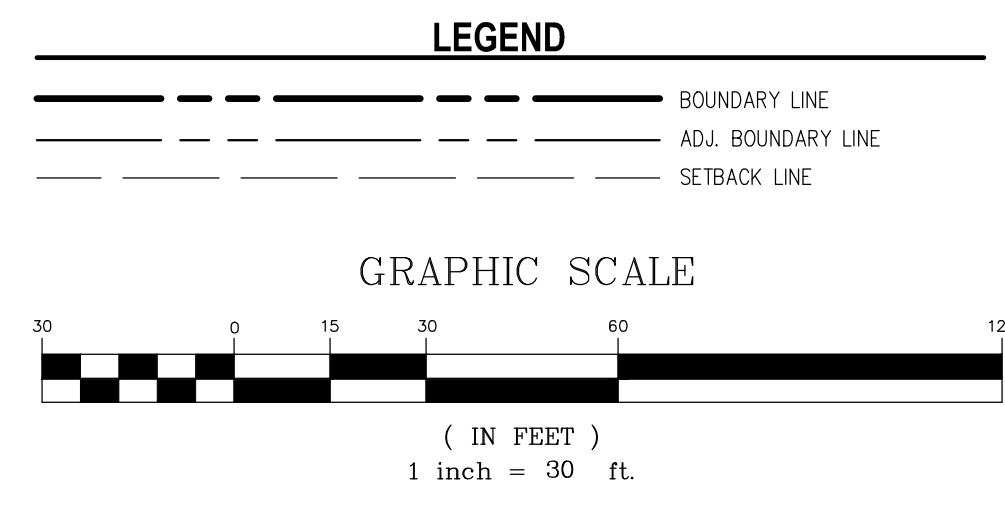 LEGEND
BOUNDARY LINE
ADJ. BOUNDARY LINE
SETBACK LINE
GRAPHIC SCALE
30 0 15 30 60 12
( IN FEET )
1 inch = 30 ft.